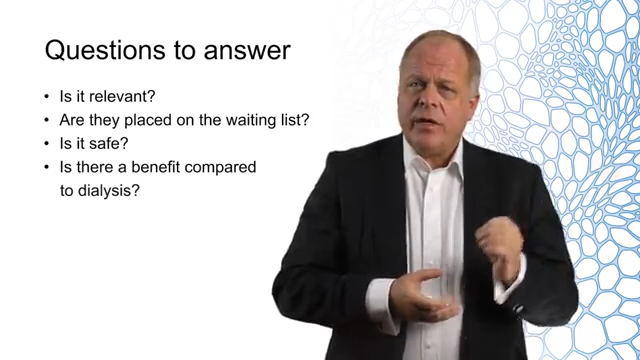 Questions to answer
• Is it relevant?
• Are they placed on the waiting list?
• Is it safe?
• Is there a benefit compared
to dialysis?